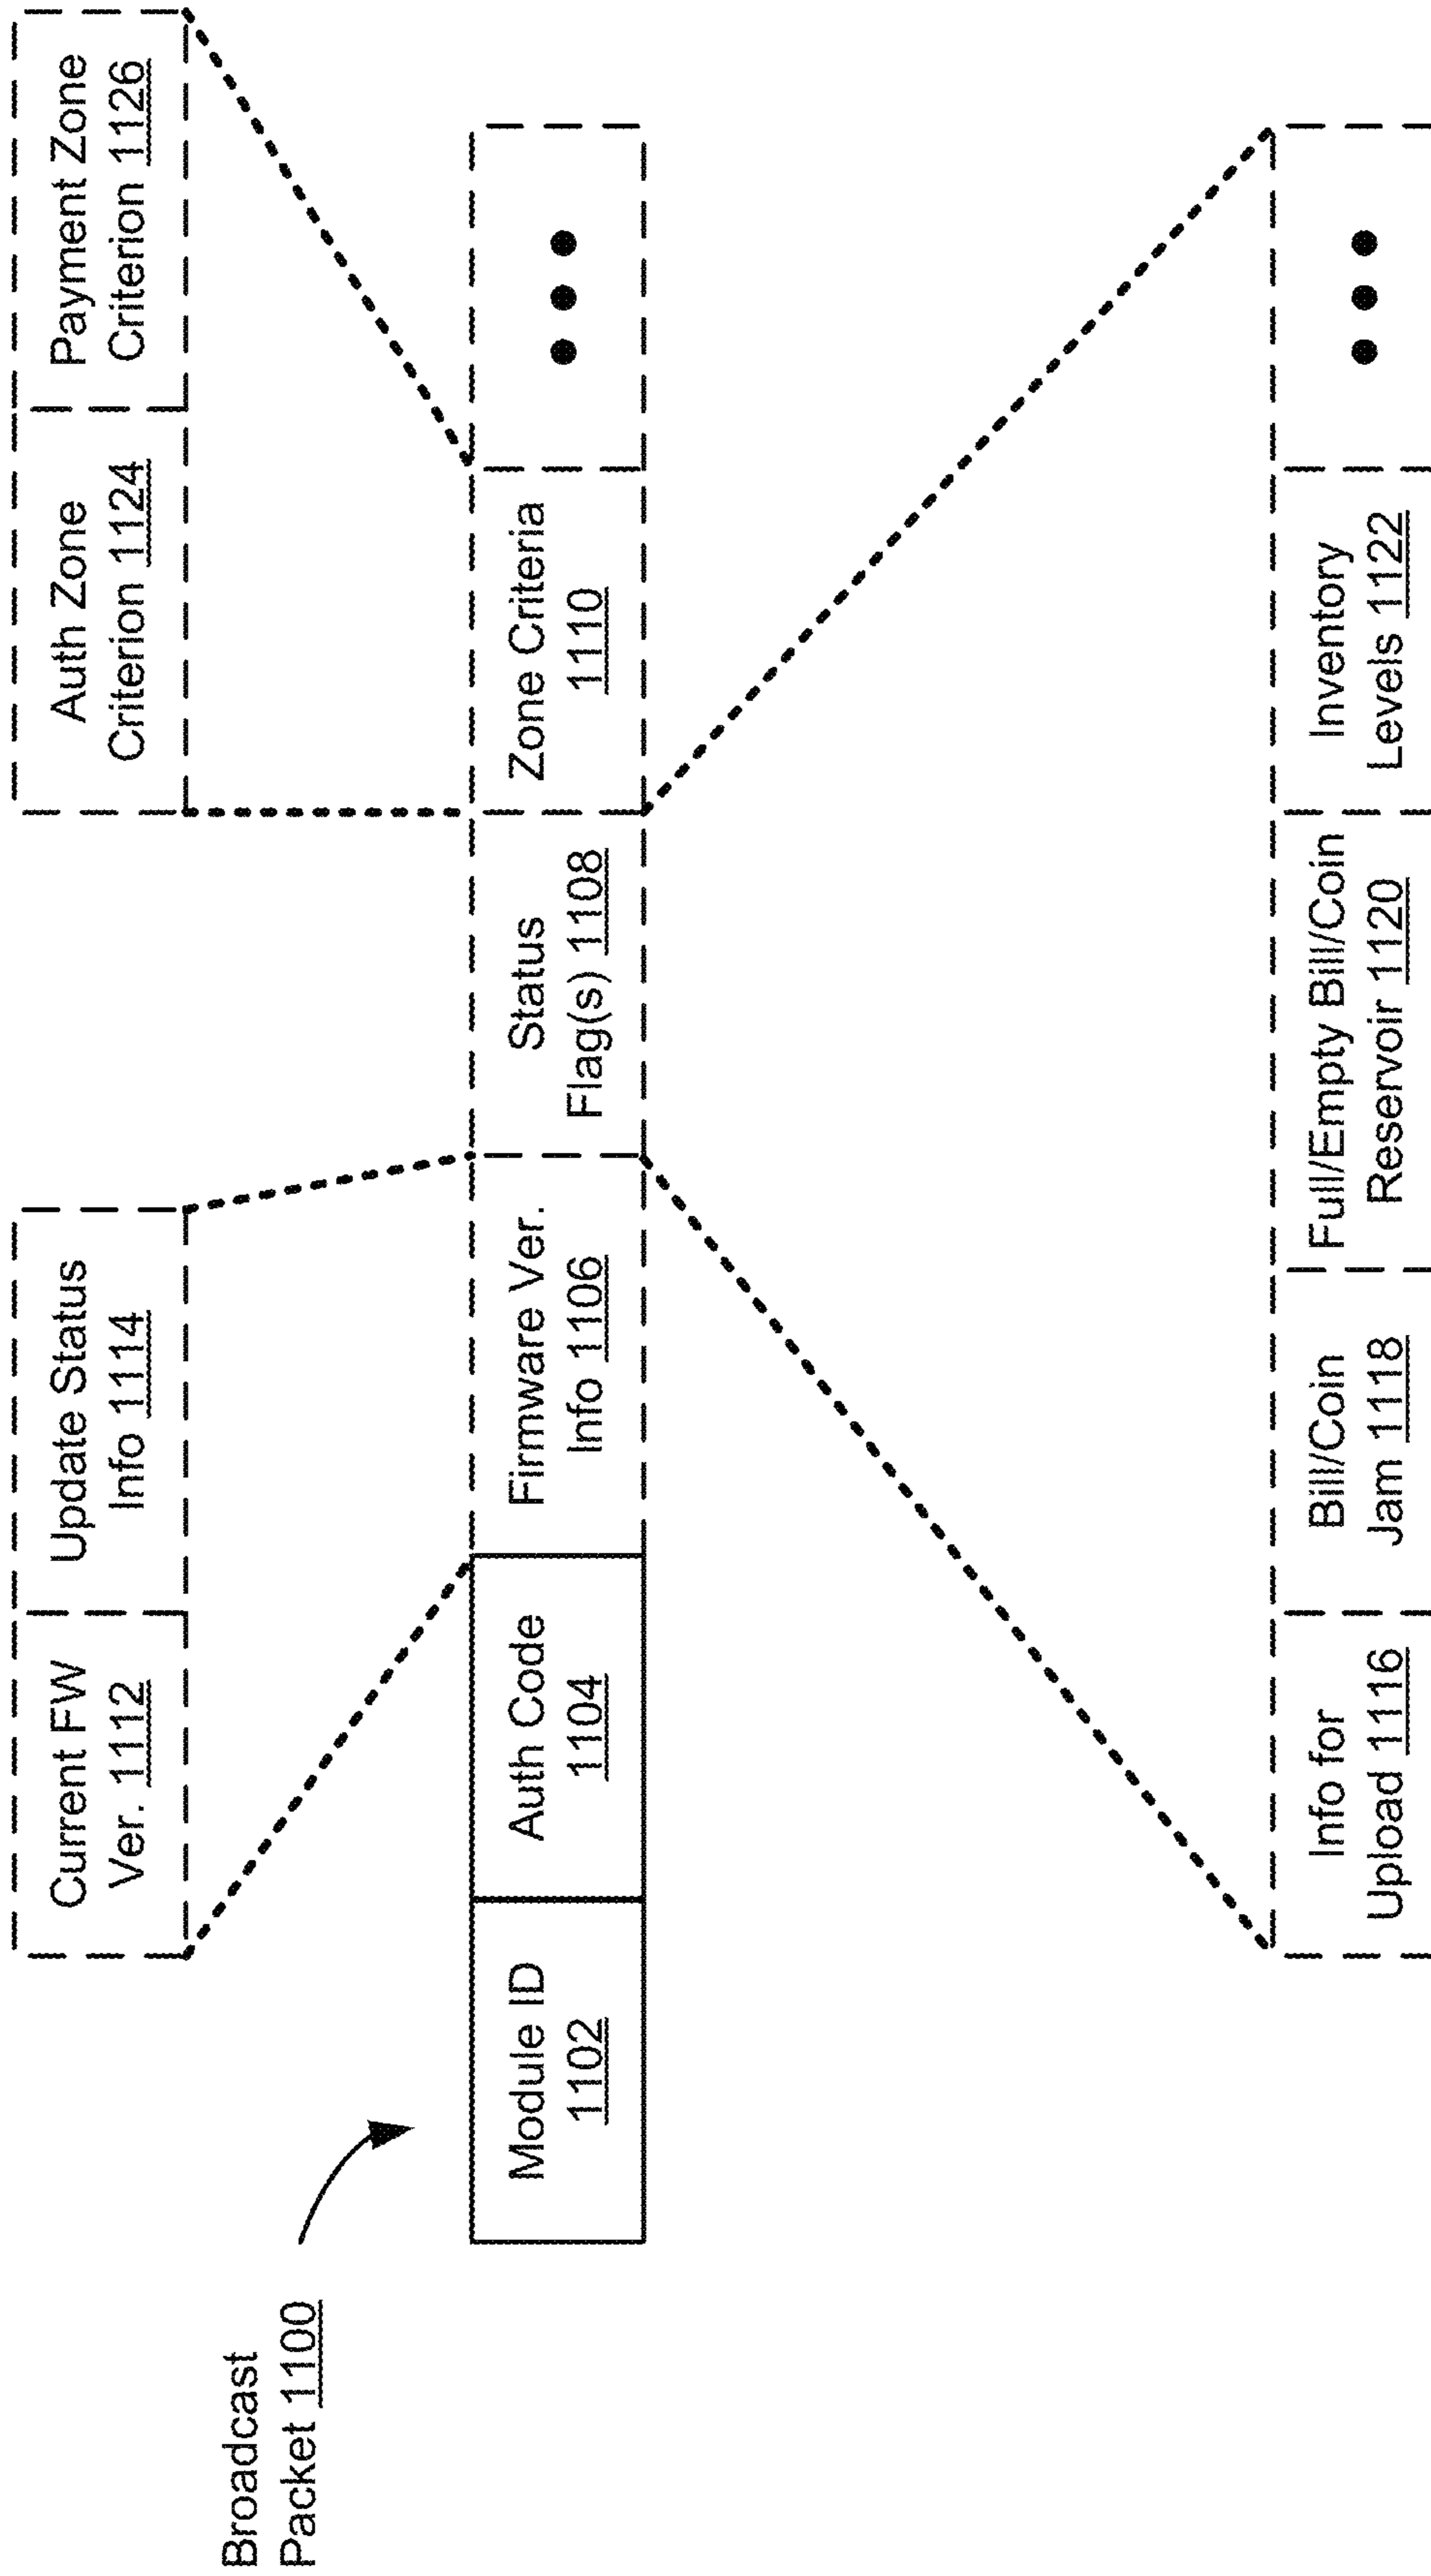 Current FW
Ver. 1112
Update Status
Info 1114
Auth Zone
Criterion 1124
Payment Zone
Criterion 1126
Broadcast
Packet 1100
Module ID
1102
Auth Code
1104
Firmware Ver.
Info 1106
Status
Flag(s) 1108
Zone Criteria
1110
Info for
Upload 1116
Bill/Coin
Jam 1118
Full/Empty Bill/Coin
Reservoir 1120
Inventory
Levels 1122